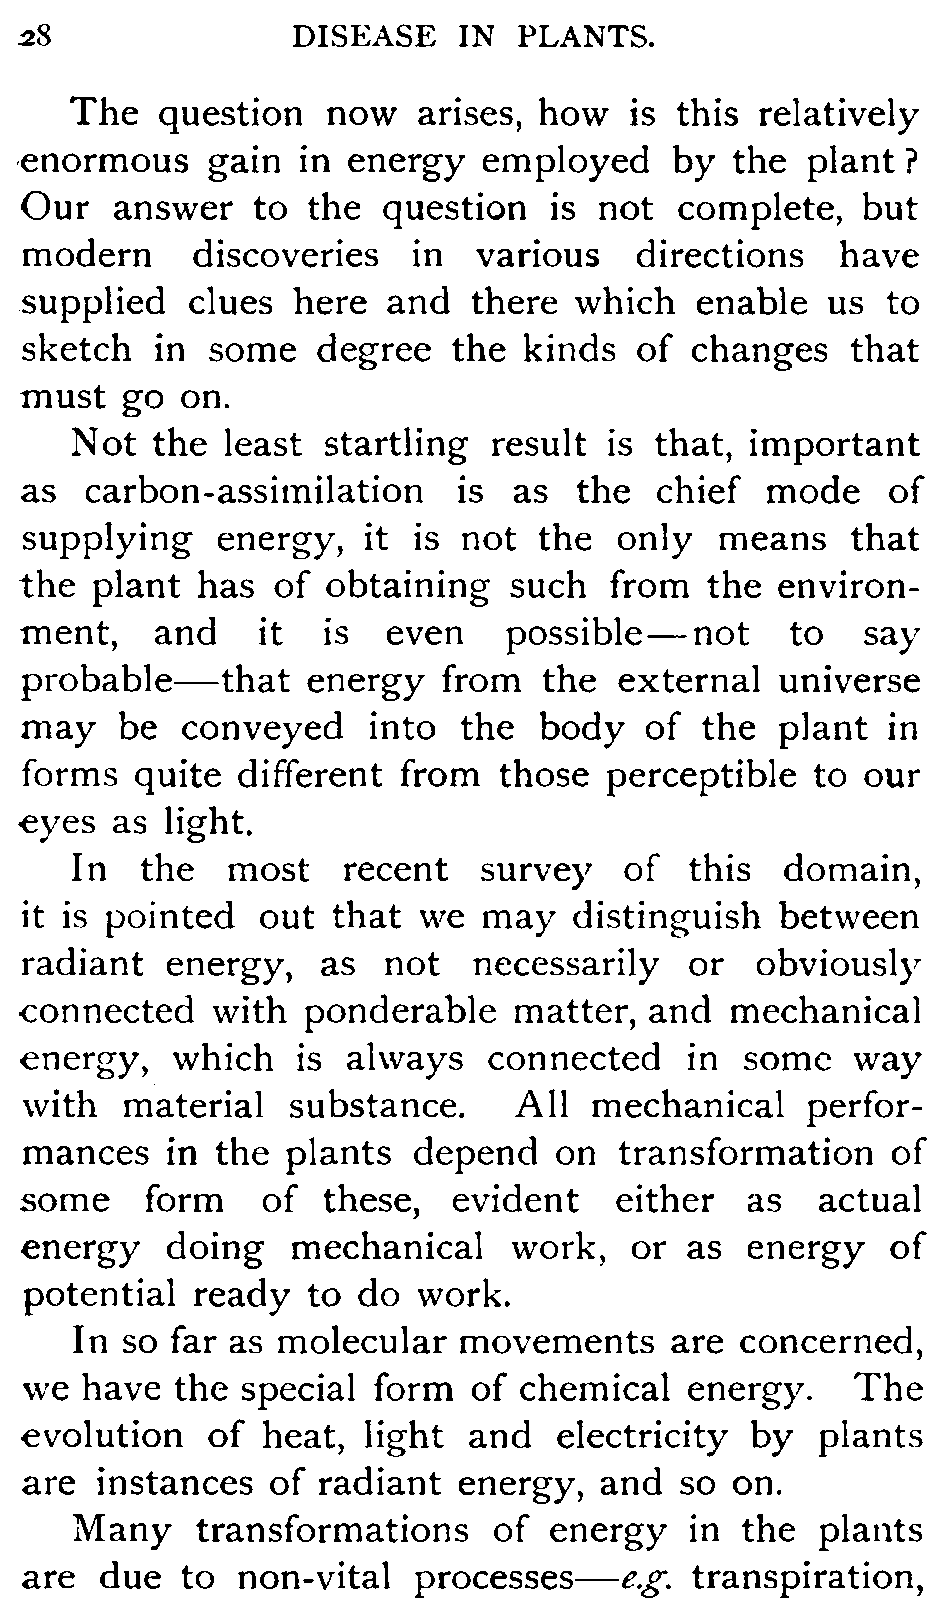 28 DISEASE IN PLANTS.
The question now arises, how is this relatively
enormous gain in energy employed by the plant?
Our answer to the question is not complete, but
modern discoveries in various directions have
supplied clues here and there which enable us to
sketch in some degree the kinds of changes that
must go on.
Not the least startling result is that, important
as carbon-assimilation is as the chief mode of
supplying energy, it is not the only means that
the plant has of obtaining such from the environ-
ment, and it is even possible—not to say
probable—that energy from the external universe
may be conveyed into the body of the plant in
forms quite different from those perceptible to our
eyes as light.
In the most recent survey of this domain,
it is pointed out that we may distinguish between
radiant energy, as not necessarily or obviously
connected with ponderable matter, and mechanical
energy, which is always connected in some way
with material substance. All mechanical perfor-
mances in the plants depend on transformation of
some form of these, evident either as actual
energy doing mechanical work, or as energy of
potential ready to do work.
In so far as molecular movements are concerned,
we have the special form of chemical energy. The
evolution of heat, light and electricity by plants
are instances of radiant energy, and so on.
Many transformations of energy in the plants
are due to non-vital processes—e.g. transpiration,